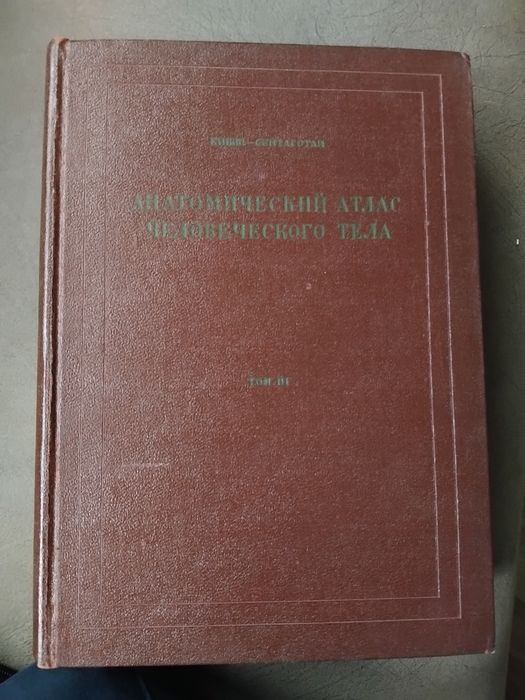 КИШШ—СЕНТАГОТАИ
АНАТОМИЧЕСКИЙ АТЛАС
ЧЕЛОВЕЧЕСКОГО ТЕЛА
ТОМ III